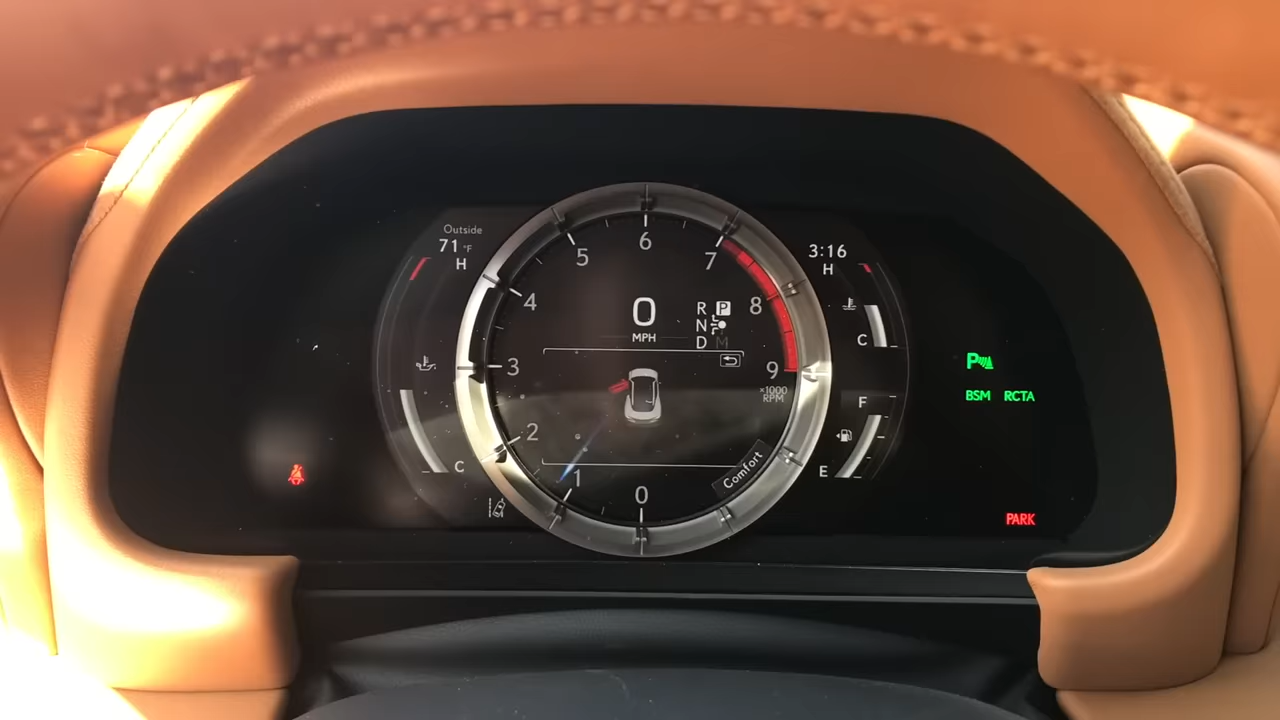 Outside
71 °F
H
C
3:16
H
C
F
E
0
1
2
3
4
5
6
7
8
9
×1000
RPM
0
MPH
R P
N
D M
Comfort
P
BSM RCTA
PARK